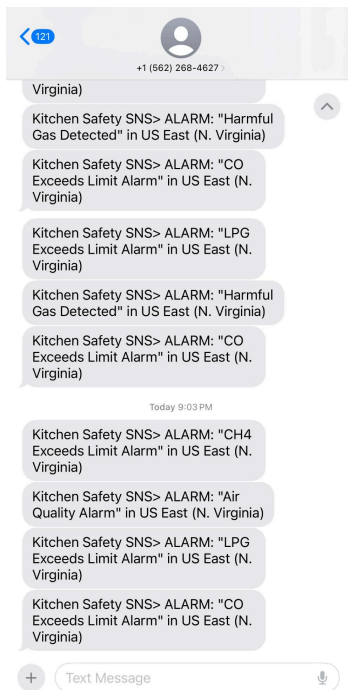 121
+1 (562) 268-4627
Virginia)
Kitchen Safety SNS> ALARM: "Harmful
Gas Detected" in US East (N. Virginia)
Kitchen Safety SNS> ALARM: "CO
Exceeds Limit Alarm" in US East (N.
Virginia)
Kitchen Safety SNS> ALARM: "LPG
Exceeds Limit Alarm" in US East (N.
Virginia)
Kitchen Safety SNS> ALARM: "Harmful
Gas Detected" in US East (N. Virginia)
Kitchen Safety SNS> ALARM: "CO
Exceeds Limit Alarm" in US East (N.
Virginia)
Today 9:03 PM
Kitchen Safety SNS> ALARM: "CH4
Exceeds Limit Alarm" in US East (N.
Virginia)
Kitchen Safety SNS> ALARM: "Air
Quality Alarm" in US East (N. Virginia)
Kitchen Safety SNS> ALARM: "LPG
Exceeds Limit Alarm" in US East (N.
Virginia)
Kitchen Safety SNS> ALARM: "CO
Exceeds Limit Alarm" in US East (N.
Virginia)
Text Message